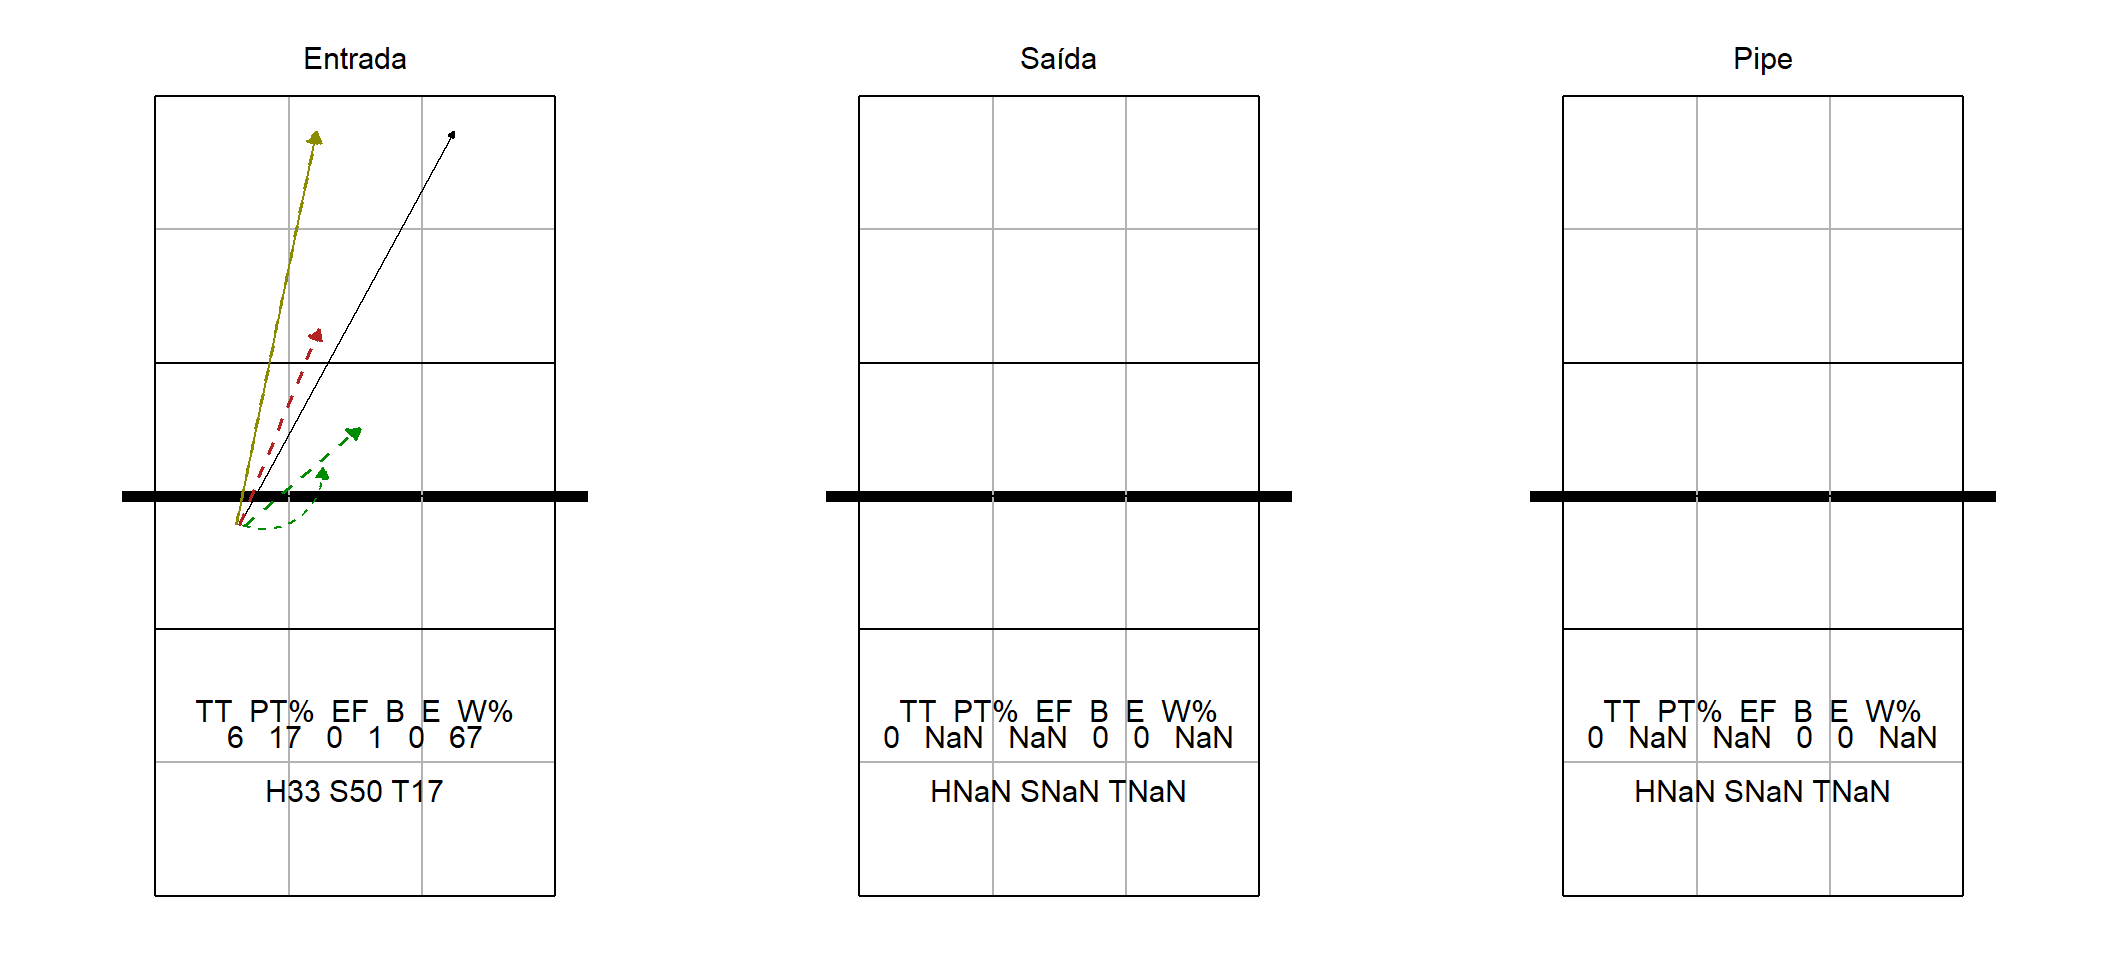 Entrada
TT PT% EF B E W%
6 17 0 1 0 67
H33 S50 T17
Saída
TT PT% EF B E W%
0 NaN NaN 0 0 NaN
HNaN SNaN TNaN
Pipe
TT PT% EF B E W%
0 NaN NaN 0 0 NaN
HNaN SNaN TNaN